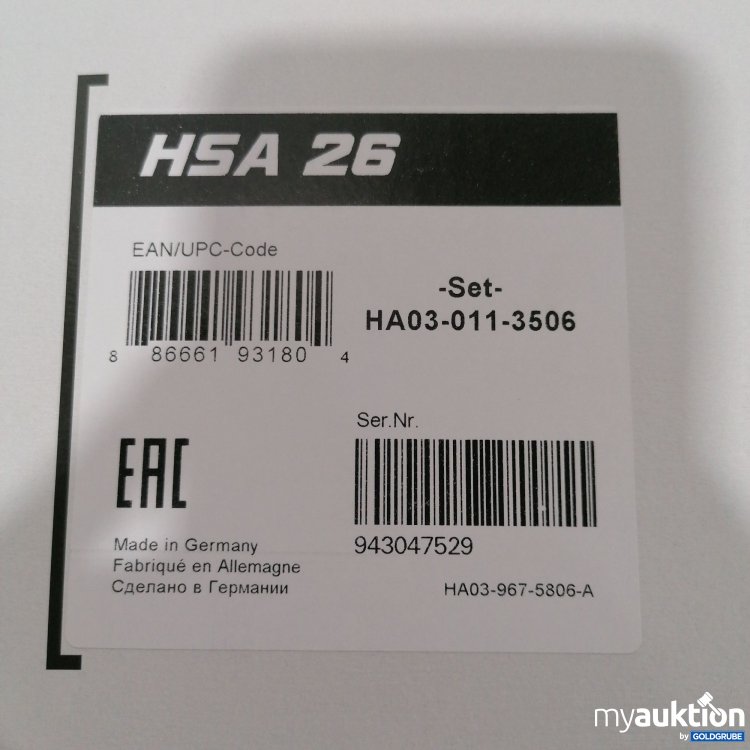 HSA 26
EAN/UPC-Code
8 86661 93180 4
-Set-
HA03-011-3506
EAC
Ser.Nr.
943047529
Made in Germany
Fabriqué en Allemagne
Сделано в Германии
HA03-967-5806-A
myauktion
by GOLDGRUBE